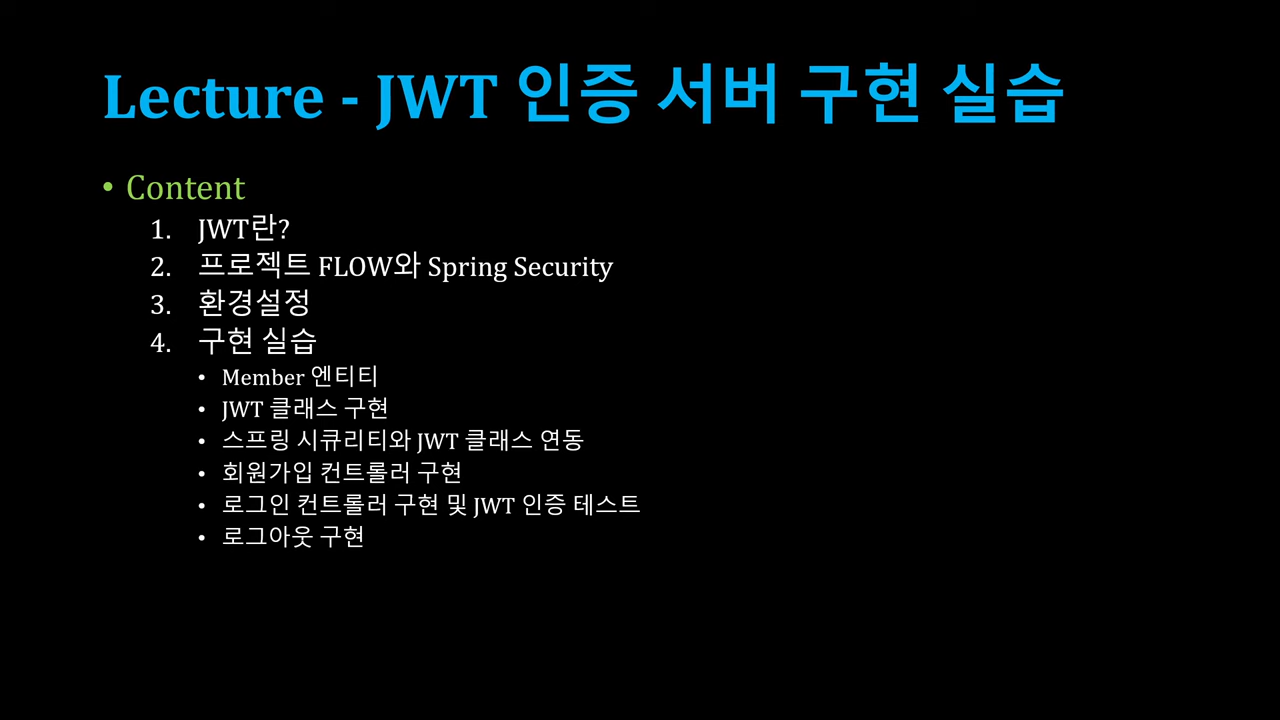 Lecture - JWT 인증 서버 구현 실습
• Content
1. JWT란?
2. 프로젝트 FLOW와 Spring Security
3. 환경설정
4. 구현 실습
• Member 엔티티
• JWT 클래스 구현
• 스프링 시큐리티와 JWT 클래스 연동
• 회원가입 컨트롤러 구현
• 로그인 컨트롤러 구현 및 JWT 인증 테스트
• 로그아웃 구현